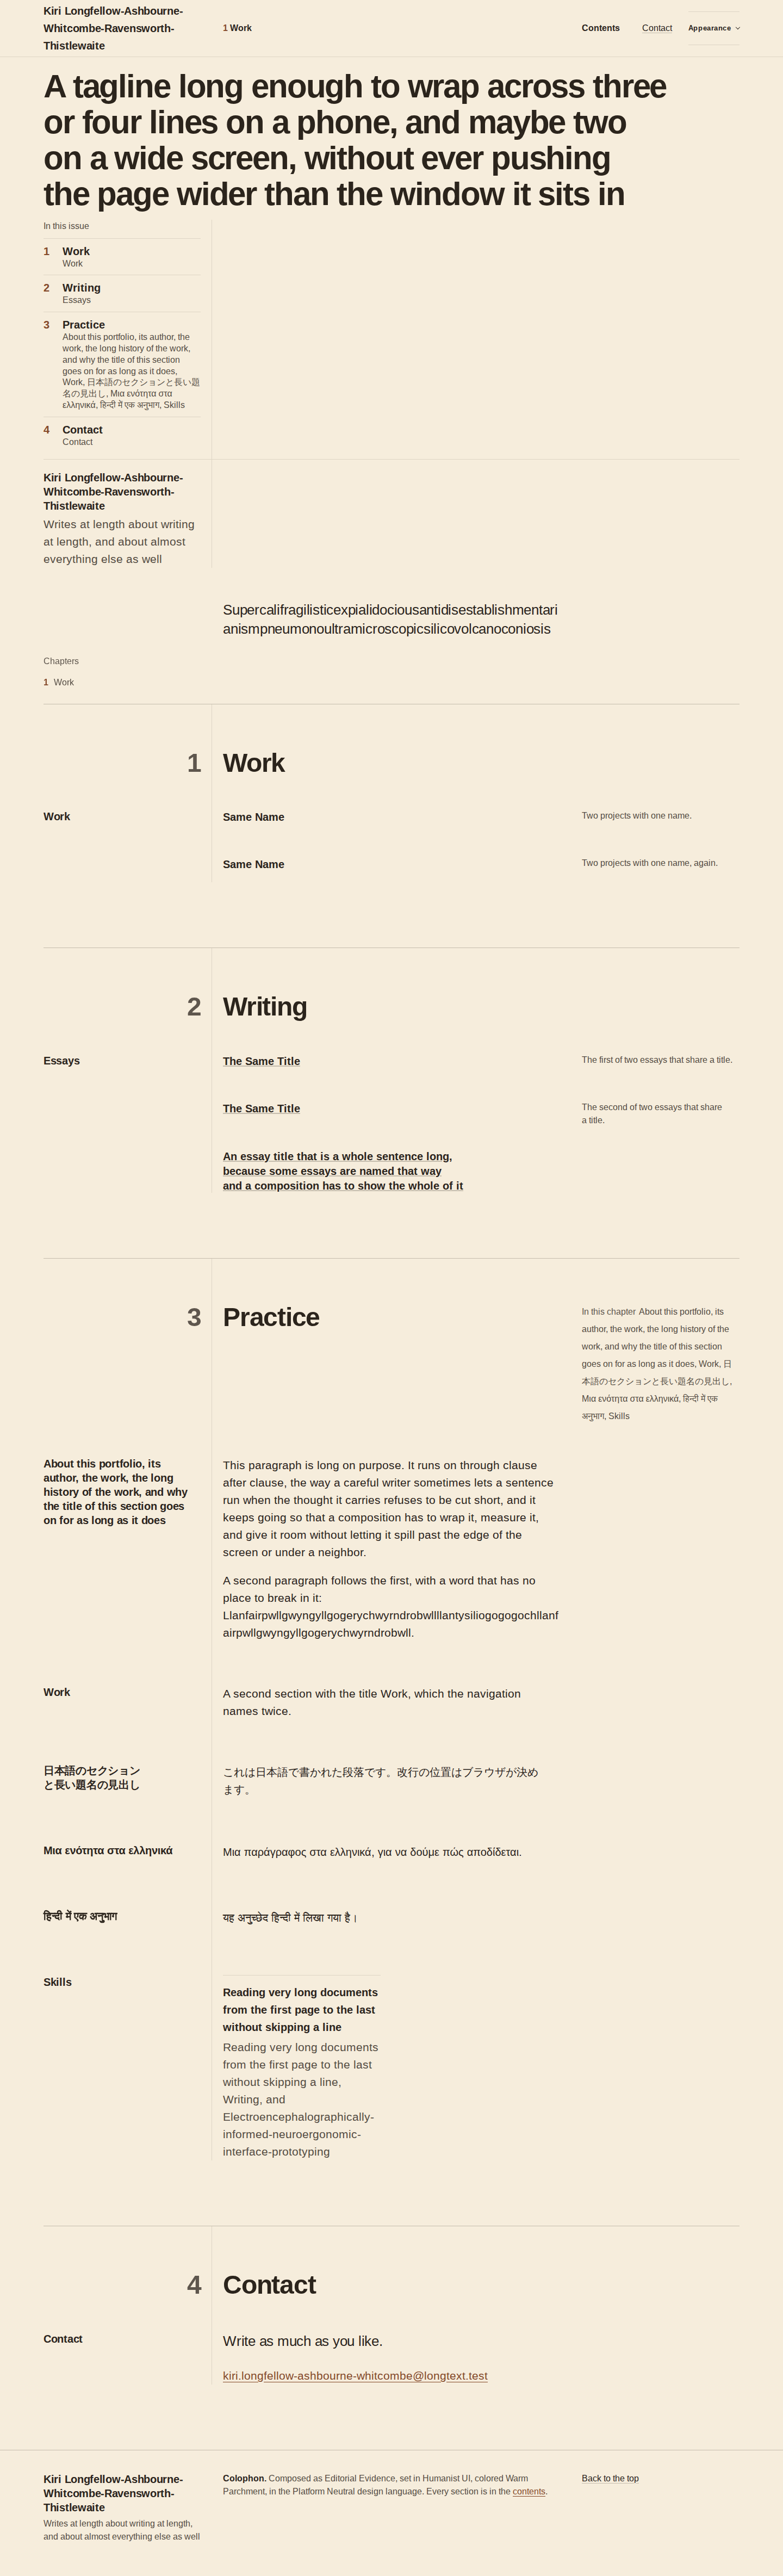 Kiri Longfellow-Ashbourne-
Whitcombe-Ravensworth-
Thistlewaite
1 Work
Contents
Contact
Appearance
A tagline long enough to wrap across three
or four lines on a phone, and maybe two
on a wide screen, without ever pushing
the page wider than the window it sits in
In this issue
1 Work
Work
2 Writing
Essays
3 Practice
About this portfolio, its author, the
work, the long history of the work,
and why the title of this section
goes on for as long as it does,
Work, 日本語のセクションと長い題
名の見出し, Μια ενότητα στα
ελληνικά, हिन्दी में एक अनुभाग, Skills
4 Contact
Contact
Kiri Longfellow-Ashbourne-
Whitcombe-Ravensworth-
Thistlewaite
Writes at length about writing
at length, and about almost
everything else as well
Supercalifragilisticexpialidociousantidisestablishmentari
anismpneumonoultramicroscopicsilicovolcanoconiosis
Chapters
1 Work
1 Work
Work
Same Name
Two projects with one name.
Same Name
Two projects with one name, again.
2 Writing
Essays
The Same Title
The first of two essays that share a title.
The Same Title
The second of two essays that share
a title.
An essay title that is a whole sentence long,
because some essays are named that way
and a composition has to show the whole of it
3 Practice
In this chapter About this portfolio, its
author, the work, the long history of the
work, and why the title of this section
goes on for as long as it does, Work, 日
本語のセクションと長い題名の見出し,
Μια ενότητα στα ελληνικά, हिन्दी में एक
अनुभाग, Skills
About this portfolio, its
author, the work, the long
history of the work, and why
the title of this section goes
on for as long as it does
This paragraph is long on purpose. It runs on through clause
after clause, the way a careful writer sometimes lets a sentence
run when the thought it carries refuses to be cut short, and it
keeps going so that a composition has to wrap it, measure it,
and give it room without letting it spill past the edge of the
screen or under a neighbor.
A second paragraph follows the first, with a word that has no
place to break in it:
Llanfairpwllgwyngyllgogerychwyrndrobwllllantysiliogogogochllanf
airpwllgwyngyllgogerychwyrndrobwll.
Work
A second section with the title Work, which the navigation
names twice.
日本語のセクション
と長い題名の見出し
これは日本語で書かれた段落です。改行の位置はブラウザが決め
ます。
Μια ενότητα στα ελληνικά
Μια παράγραφος στα ελληνικά, για να δούμε πώς αποδίδεται.
हिन्दी में एक अनुभाग
यह अनुच्छेद हिन्दी में लिखा गया है।
Skills
Reading very long documents
from the first page to the last
without skipping a line
Reading very long documents
from the first page to the last
without skipping a line,
Writing, and
Electroencephalographically-
informed-neuroergonomic-
interface-prototyping
4 Contact
Contact
Write as much as you like.
kiri.longfellow-ashbourne-whitcombe@longtext.test
Kiri Longfellow-Ashbourne-
Whitcombe-Ravensworth-
Thistlewaite
Writes at length about writing at length,
and about almost everything else as well
Colophon. Composed as Editorial Evidence, set in Humanist UI, colored Warm
Parchment, in the Platform Neutral design language. Every section is in the contents.
Back to the top